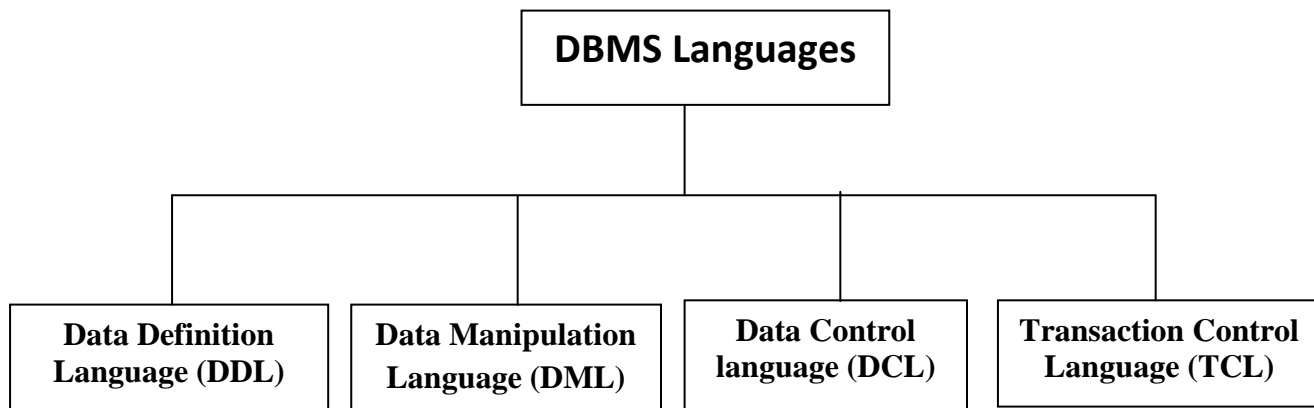 DBMS Languages
Data Definition
Language (DDL)
Data Manipulation
Language (DML)
Data Control
language (DCL)
Transaction Control
Language (TCL)